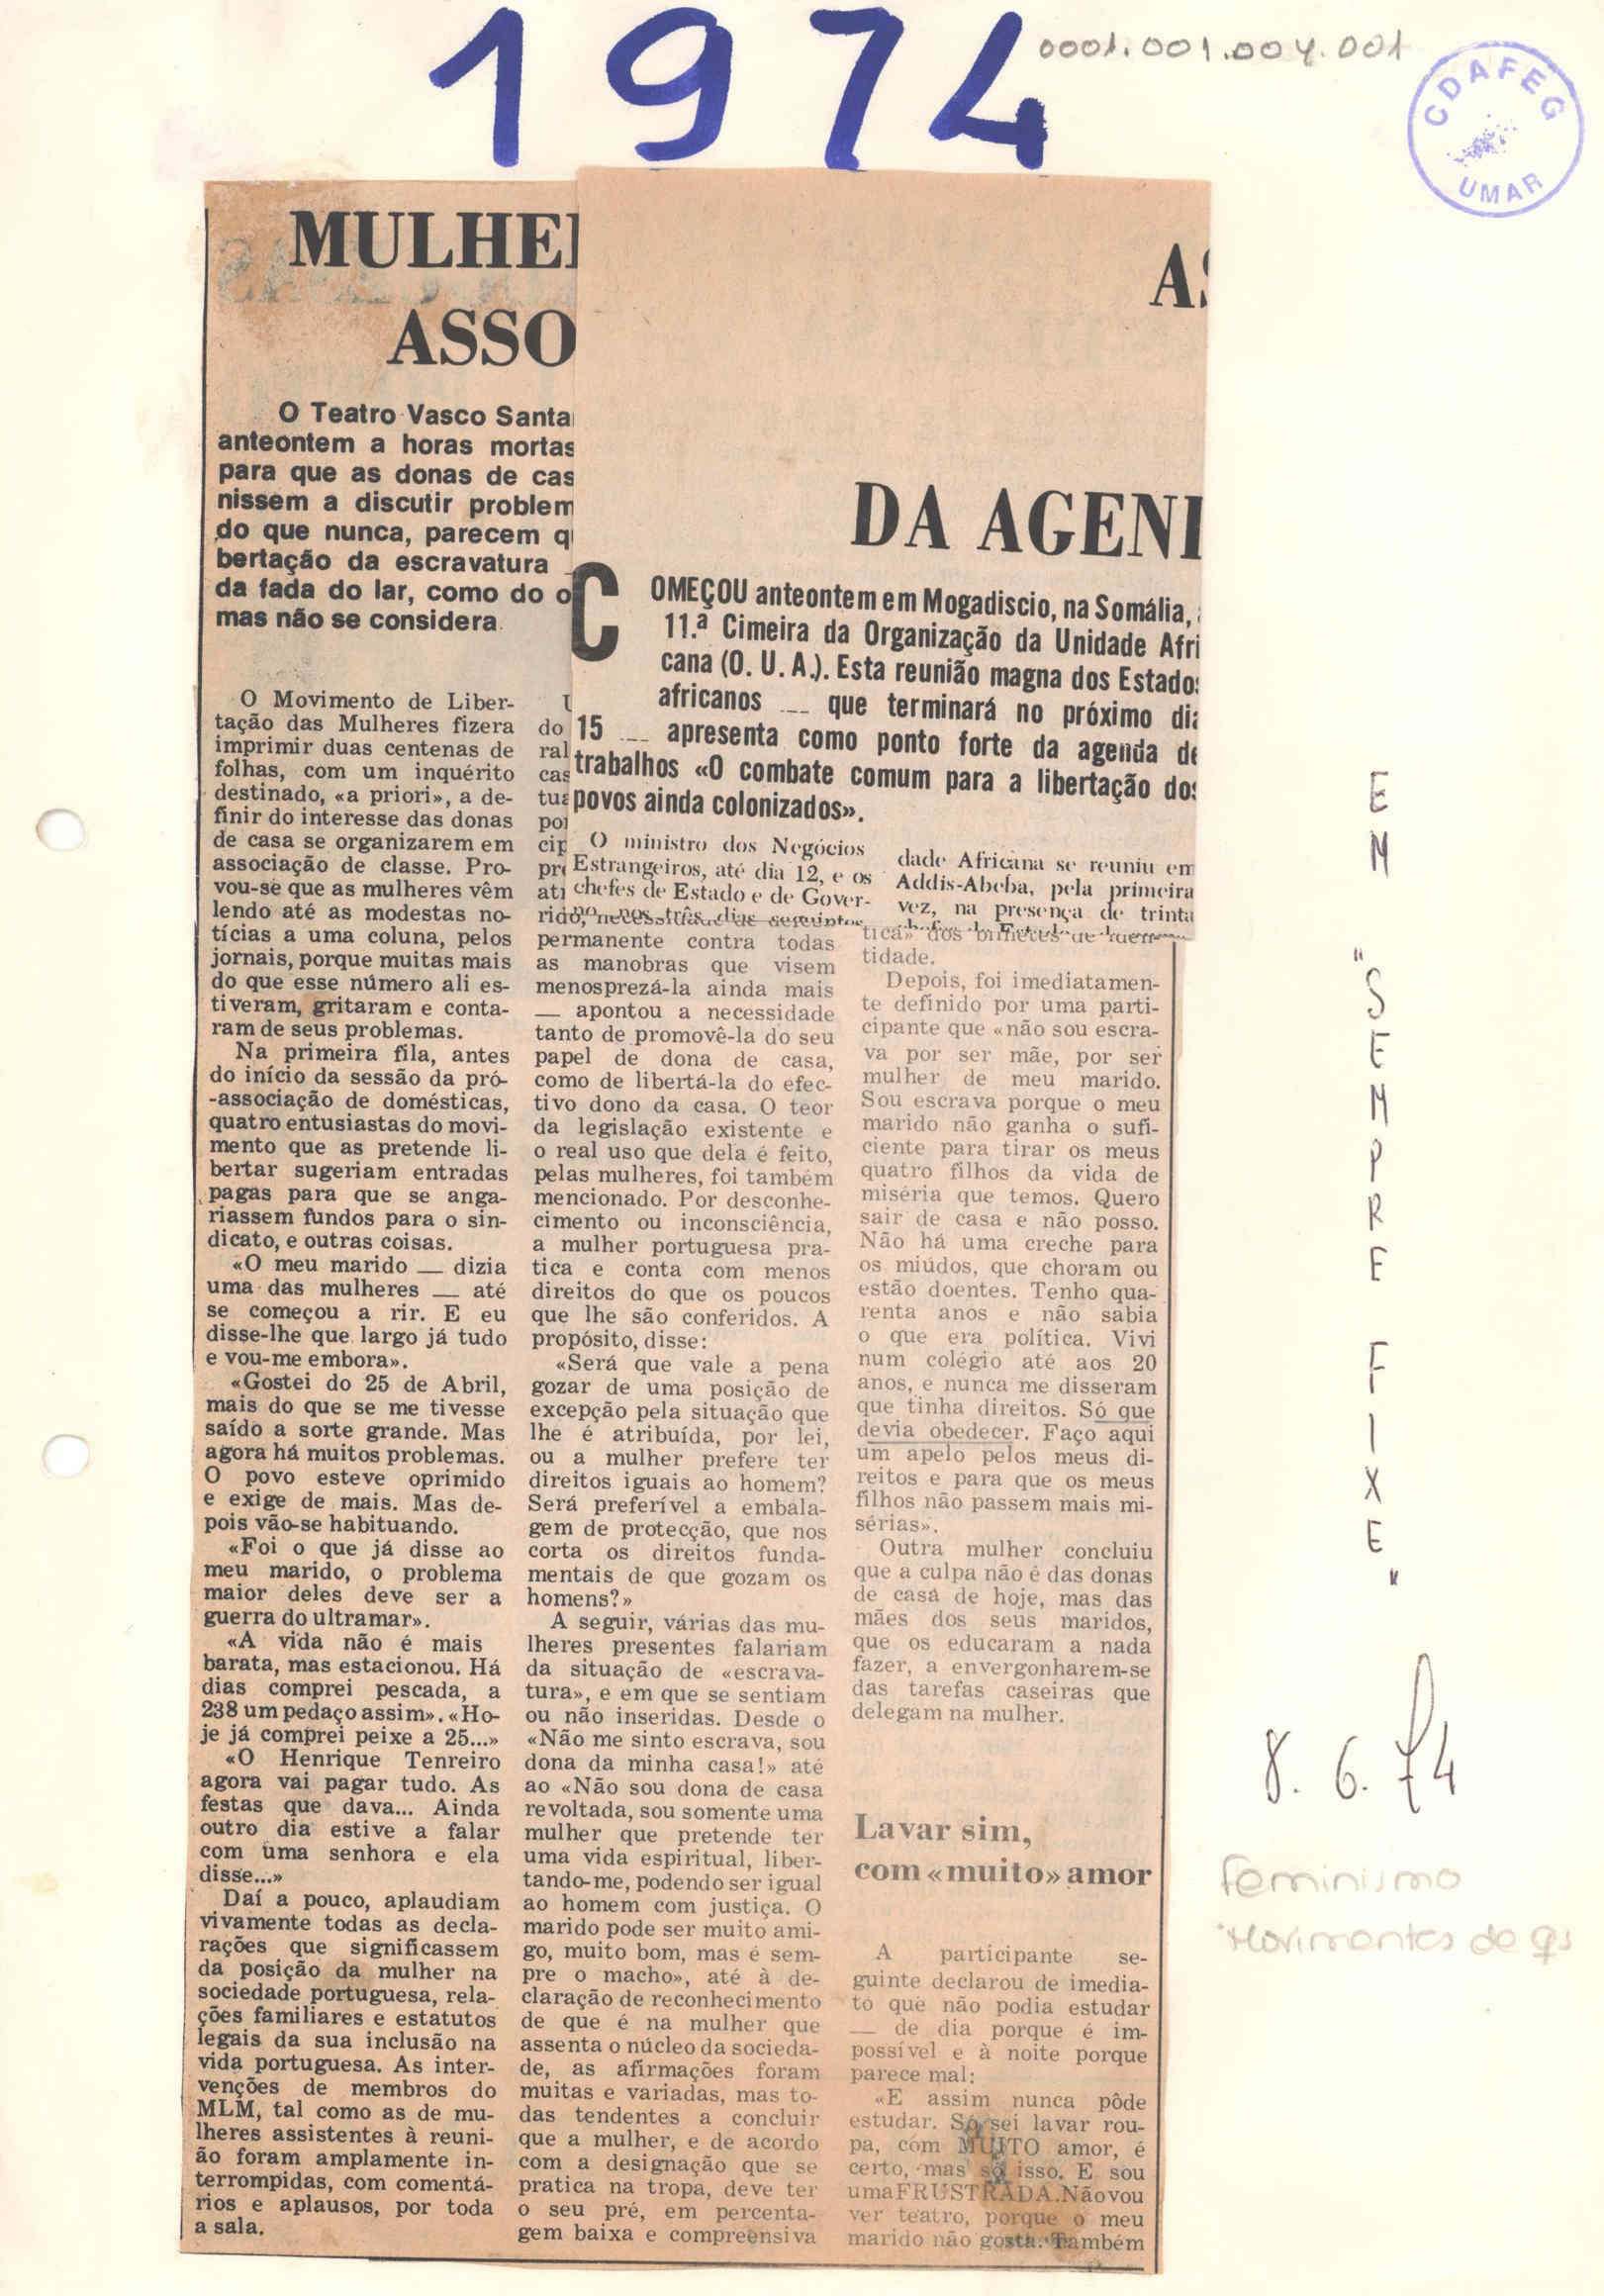 1974
0001.001.004.001
CDAFEG
UMAR
MULHE
ASSO
O Teatro Vasco Santa
anteontem a horas mortas
para que as donas de cas
nissem a discutir problem
do que nunca, parecem q
bertação da escravatura _
da fada do lar, como do o
mas não se considera
O Movimento de Liber-
tação das Mulheres fizera
imprimir duas centenas de
folhas, com um inquérito
destinado, «a priori», a de-
finir do interesse das donas
de casa se organizarem em
associação de classe. Pro-
vou-se que as mulheres vêm
lendo até as modestas no-
tícias a uma coluna, pelos
jornais, porque muitas mais
do que esse número ali es-
tiveram, gritaram e conta-
ram de seus problemas.
Na primeira fila, antes
do início da sessão da pró-
-associação de domésticas,
quatro entusiastas do movi-
mento que as pretende li-
bertar sugeriam entradas
pagas para que se anga-
riassem fundos para o sin-
dicato, e outras coisas.
«O meu marido — dizia
uma das mulheres — até
se começou a rir. E eu
disse-lhe que largo já tudo
e vou-me embora».
«Gostei do 25 de Abril,
mais do que se me tivesse
saído a sorte grande. Mas
agora há muitos problemas.
O povo esteve oprimido
e exige de mais. Mas de-
pois vão-se habituando.
«Foi o que já disse ao
meu marido, o problema
maior deles deve ser a
guerra do ultramar».
«A vida não é mais
barata, mas estacionou. Há
dias comprei pescada, a
238 um pedaço assim». «Ho-
je já comprei peixe a 25...»
«O Henrique Tenreiro
agora vai pagar tudo. As
festas que dava... Ainda
outro dia estive a falar
com uma senhora e ela
disse...»
Daí a pouco, aplaudiam
vivamente todas as decla-
rações que significassem
da posição da mulher na
sociedade portuguesa, rela-
ções familiares e estatutos
legais da sua inclusão na
vida portuguesa. As inter-
venções de membros do
MLM, tal como as de mu-
lheres assistentes à reuni-
ão foram amplamente in-
terrompidas, com comentá-
rios e aplausos, por toda
a sala.
do
ral
cas
tua
por
cip
pre
ati
permanente contra todas
as manobras que visem
menosprezá-la ainda mais
— apontou a necessidade
tanto de promovê-la do seu
papel de dona de casa,
como de libertá-la do efec-
tivo dono da casa. O teor
da legislação existente e
o real uso que dela é feito,
pelas mulheres, foi também
mencionado. Por desconhe-
cimento ou inconsciência,
a mulher portuguesa pra-
tica e conta com menos
direitos do que os poucos
que lhe são conferidos. A
propósito, disse:
«Será que vale a pena
gozar de uma posição de
excepção pela situação que
lhe é atribuída, por lei,
ou a mulher prefere ter
direitos iguais ao homem?
Será preferível a embala-
gem de protecção, que nos
corta os direitos funda-
mentais de que gozam os
homens?»
A seguir, várias das mu-
lheres presentes falariam
da situação de «escrava-
tura», e em que se sentiam
ou não inseridas. Desde o
«Não me sinto escrava, sou
dona da minha casa!» até
ao «Não sou dona de casa
revoltada, sou somente uma
mulher que pretende ter
uma vida espiritual, liber-
tando-me, podendo ser igual
ao homem com justiça. O
marido pode ser muito ami-
go, muito bom, mas é sem-
pre o macho», até à de-
claração de reconhecimento
de que é na mulher que
assenta o núcleo da socieda-
de, as afirmações foram
muitas e variadas, mas to-
das tendentes a concluir
que a mulher, e de acordo
com a designação que se
pratica na tropa, deve ter
o seu pré, em percenta-
gem baixa e compreensiva
tidade.
Depois, foi imediatamen-
te definido por uma parti-
cipante que «não sou escra-
va por ser mãe, por ser
mulher de meu marido.
Sou escrava porque o meu
marido não ganha o sufi-
ciente para tirar os meus
quatro filhos da vida de
miséria que temos. Quero
sair de casa e não posso.
Não há uma creche para
os miúdos, que choram ou
estão doentes. Tenho qua-
renta anos e não sabia
o que era política. Vivi
num colégio até aos 20
anos, e nunca me disseram
que tinha direitos. Só que
devia obedecer. Faço aqui
um apelo pelos meus di-
reitos e para que os meus
filhos não passem mais mi-
sérias».
Outra mulher concluiu
que a culpa não é das donas
de casa de hoje, mas das
mães dos seus maridos,
que os educaram a nada
fazer, a envergonharem-se
das tarefas caseiras que
delegam na mulher.
Lavar sim,
com «muito» amor
A participante se-
guinte declarou de imedia-
to que não podia estudar
— de dia porque é im-
possível e à noite porque
parece mal:
«E assim nunca pôde
estudar. Só sei lavar rou-
pa, com MUITO amor, é
certo, mas só isso. E sou
uma FRUSTRADA. Não vou
ver teatro, porque o meu
marido não gosta. Também
AS
DA AGEN
COMEÇOU anteontem em Mogadiscio, na Somália,
11.ª Cimeira da Organização da Unidade Afri
cana (O. U. A.). Esta reunião magna dos Estados
africanos — que terminará no próximo dia
15 — apresenta como ponto forte da agenda de
trabalhos «O combate comum para a libertação dos
povos ainda colonizados».
O ministro dos Negócios
Estrangeiros, até dia 12, e os
chefes de Estado e de Gover-
dade Africana se reuniu em
Addis-Abeba, pela primeira
vez, na presença de trinta
EM "SEMPRE FIXE"
8.6.74
feminismo
Movimentos de ♀s